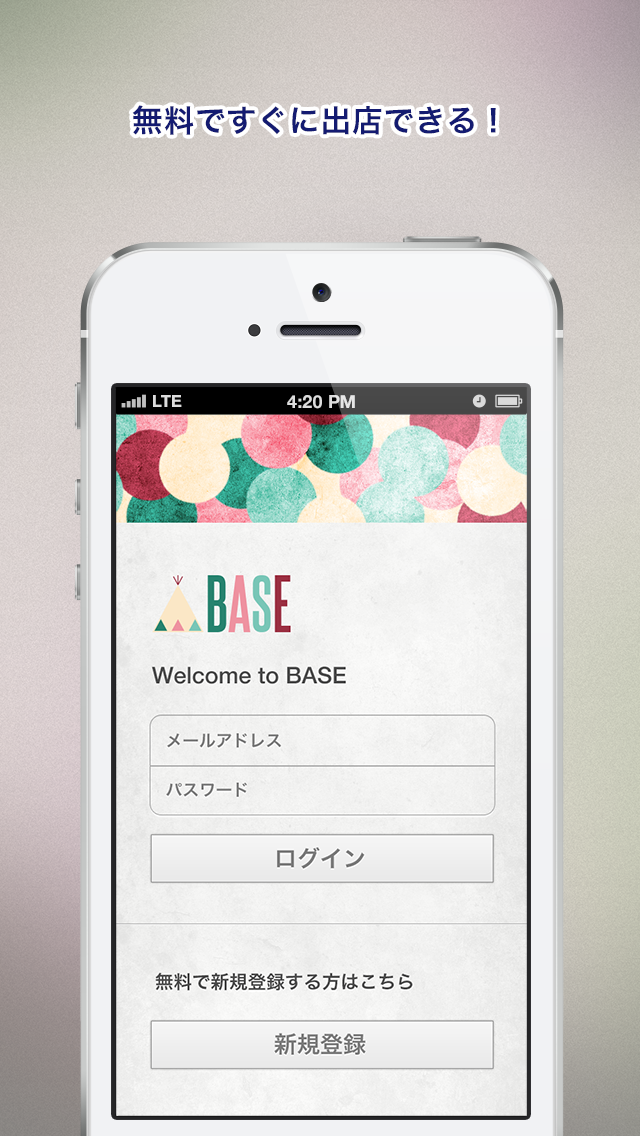 無料ですぐに出店できる！
LTE 4:20 PM
BASE
Welcome to BASE
メールアドレス
パスワード
ログイン
無料で新規登録する方はこちら
新規登録